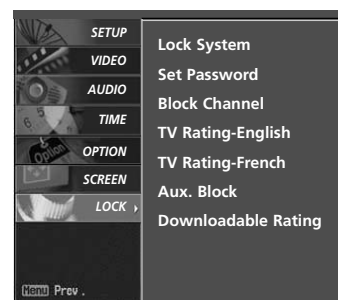 SETUP
VIDEO
AUDIO
TIME
OPTION
SCREEN
LOCK
Menu Prev.
Lock System
Set Password
Block Channel
TV Rating-English
TV Rating-French
Aux. Block
Downloadable Rating